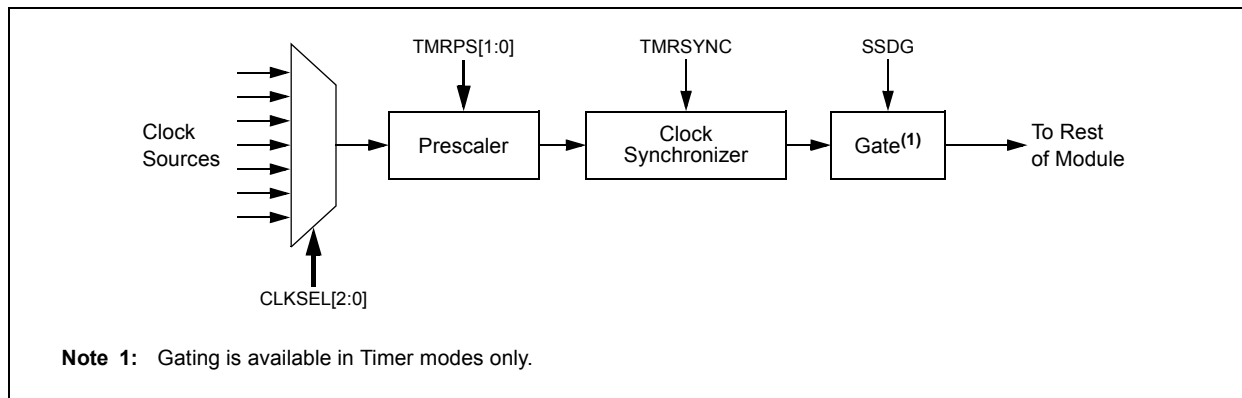 TMRPS[1:0]
TMRSYNC
SSDG
Clock
Sources
Prescaler
Clock
Synchronizer
Gate(1)
To Rest
of Module
CLKSEL[2:0]
Note 1: Gating is available in Timer modes only.